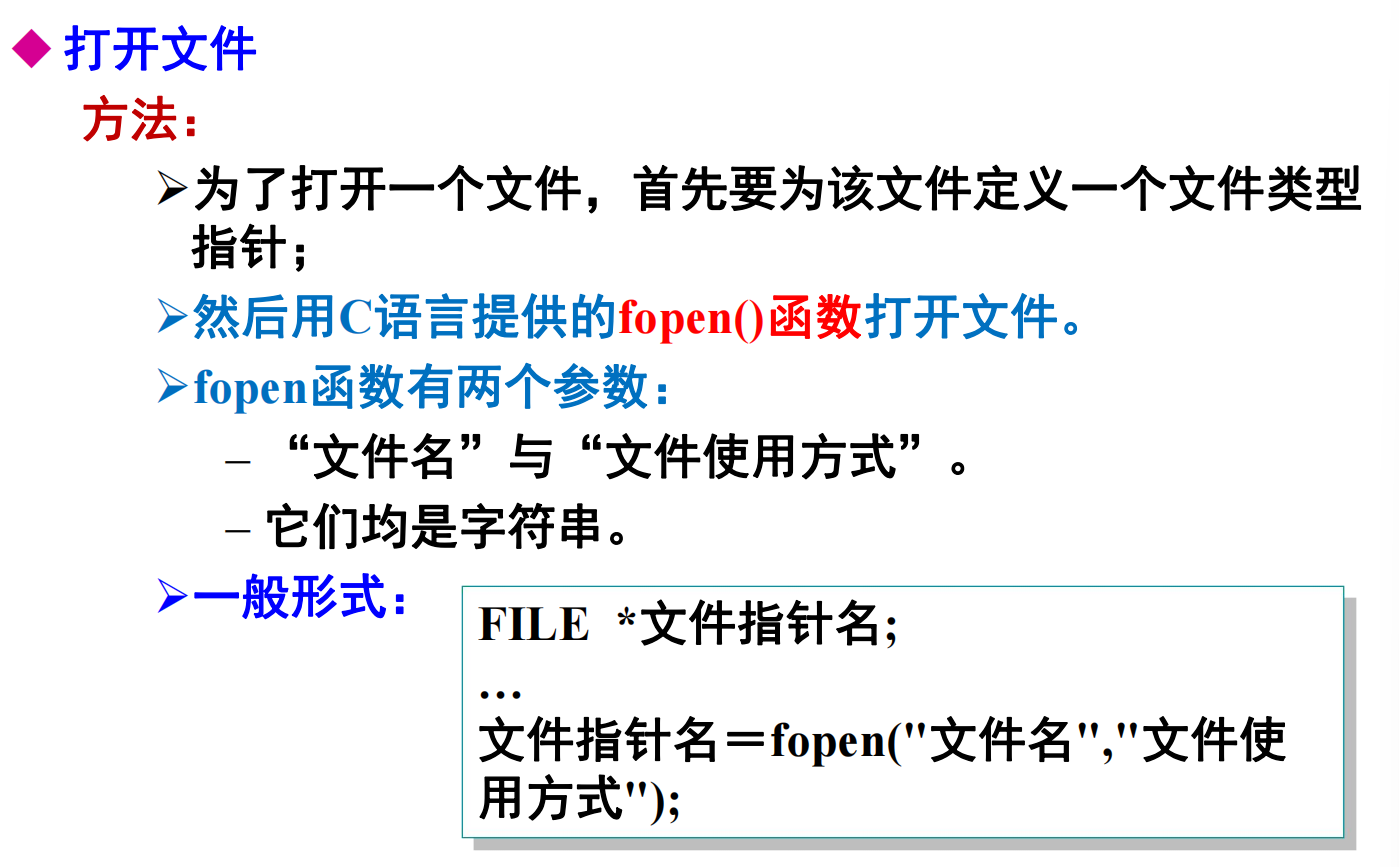 打开文件
方法：
为了打开一个文件，首先要为该文件定义一个文件类型
指针；
然后用C语言提供的fopen()函数打开文件。
fopen函数有两个参数：
– “文件名”与“文件使用方式”。
– 它们均是字符串。
一般形式：
FILE *文件指针名;
…
文件指针名＝fopen("文件名","文件使
用方式");